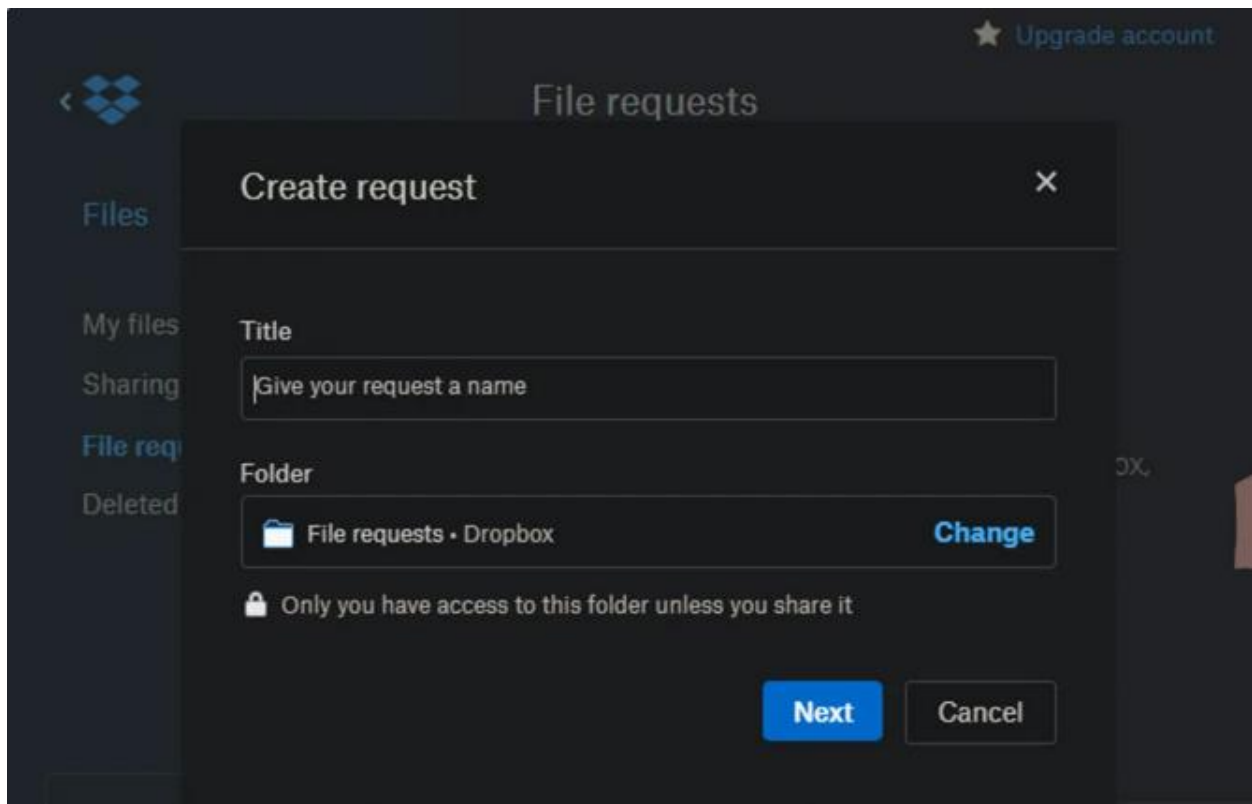 Upgrade account
File requests
Create request
Files
My files
Title
Sharing
Give your request a name
File req
Folder
ox.
Deleted
File requests • Dropbox
Change
Only you have access to this folder unless you share it
Next
Cancel